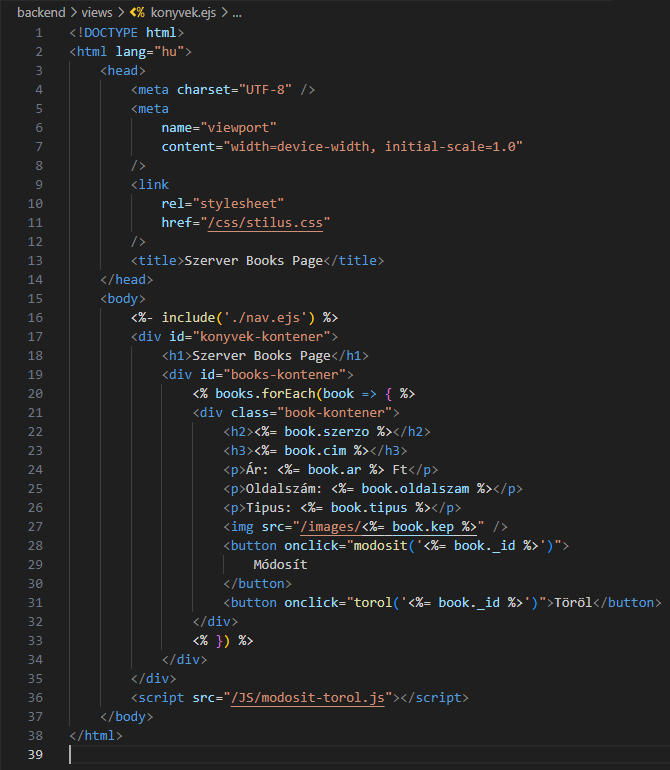 backend > views > <% konyvek.ejs > ...
1 <!DOCTYPE html>
2 <html lang="hu">
3     <head>
4         <meta charset="UTF-8" />
5         <meta
6             name="viewport"
7             content="width=device-width, initial-scale=1.0"
8         />
9         <link
10             rel="stylesheet"
11             href="/css/stilus.css"
12         />
13         <title>Szerver Books Page</title>
14     </head>
15     <body>
16         <%- include('./nav.ejs') %>
17         <div id="konyvek-kontener">
18             <h1>Szerver Books Page</h1>
19             <div id="books-kontener">
20                 <% books.forEach(book => { %>
21                 <div class="book-kontener">
22                     <h2><%= book.szerzo %></h2>
23                     <h3><%= book.cim %></h3>
24                     <p>Ár: <%= book.ar %> Ft</p>
25                     <p>Oldalszám: <%= book.oldalszam %></p>
26                     <p>Tipus: <%= book.tipus %></p>
27                     <img src="/images/<%= book.kep %>" />
28                     <button onclick="modosit('<%= book._id %>')">
29                         Módosít
30                     </button>
31                     <button onclick="torol('<%= book._id %>')">Töröl</button>
32                 </div>
33                 <% }) %>
34             </div>
35         </div>
36         <script src="/JS/modosit-torol.js"></script>
37     </body>
38 </html>
39